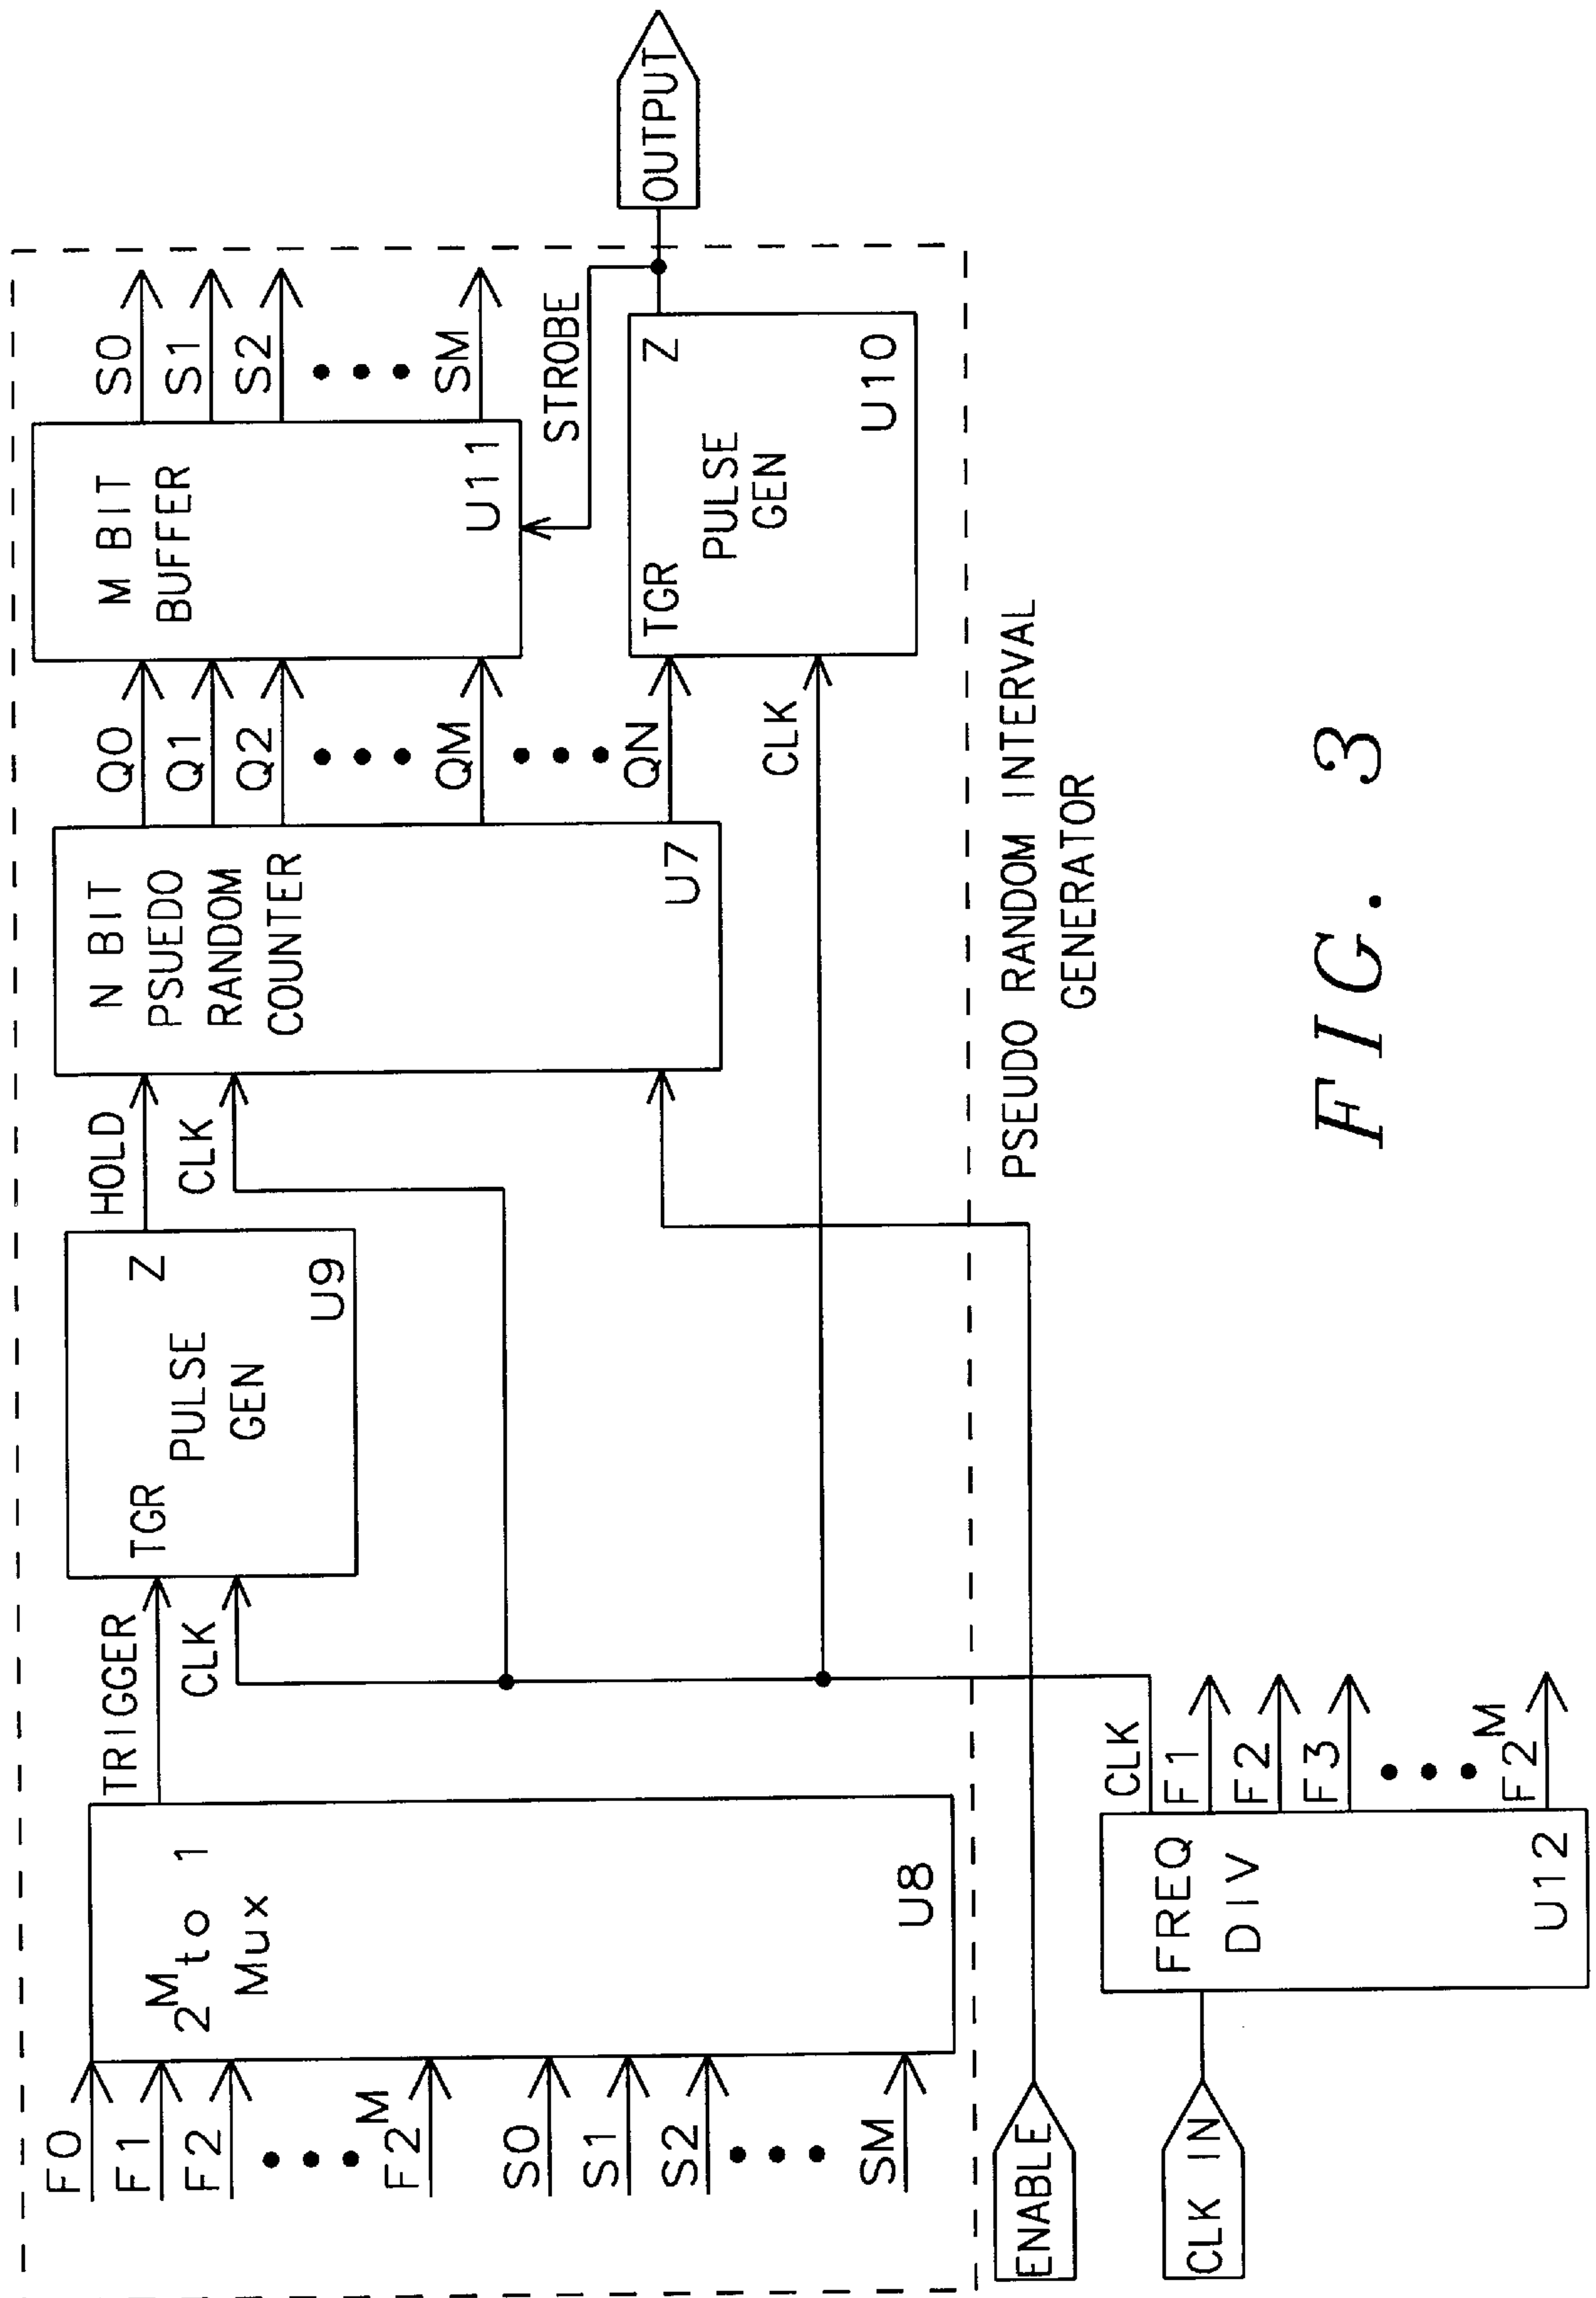 F0
F1
F2
F2^M
S0
S1
S2
SM
2^M to 1
Mux
U8
TRIGGER
CLK
TGR
Z
PULSE
GEN
U9
HOLD
CLK
N BIT
PSUEDO
RANDOM
COUNTER
U7
Q0
Q1
Q2
QM
QN
M BIT
BUFFER
U11
S0
S1
S2
SM
STROBE
CLK
TGR
Z
PULSE
GEN
U10
OUTPUT
ENABLE
PSEUDO RANDOM INTERVAL
GENERATOR
CLK IN
FREQ
DIV
U12
CLK
F1
F2
F3
F2^M
FIG. 3